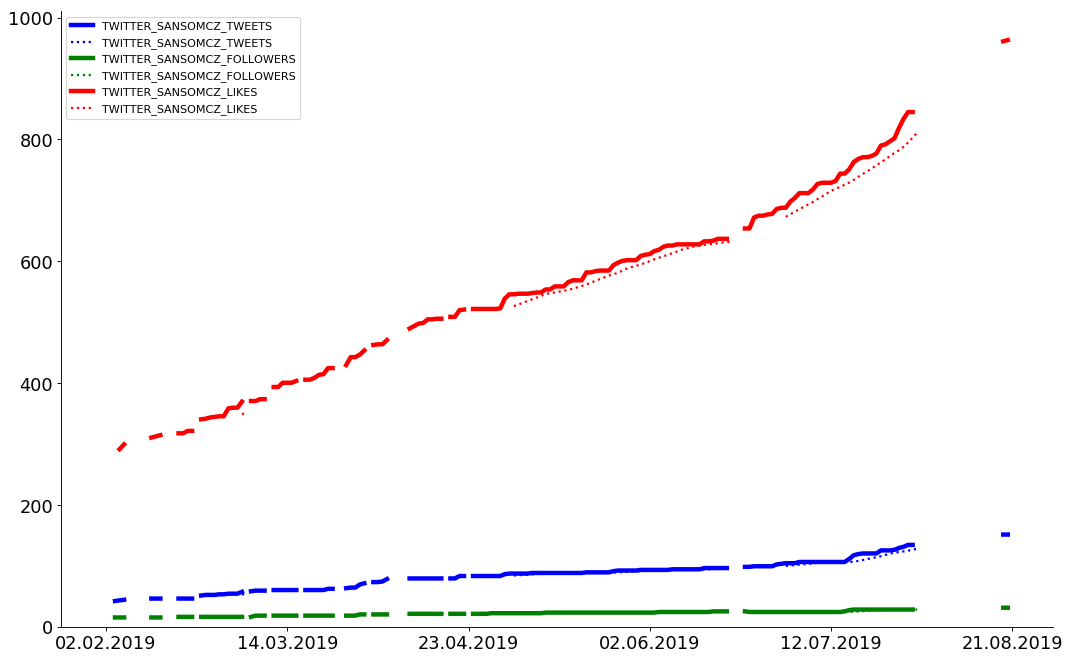 1000
800
600
400
200
0
TWITTER_SANSOMCZ_TWEETS
TWITTER_SANSOMCZ_TWEETS
TWITTER_SANSOMCZ_FOLLOWERS
TWITTER_SANSOMCZ_FOLLOWERS
TWITTER_SANSOMCZ_LIKES
TWITTER_SANSOMCZ_LIKES
02.02.2019 14.03.2019 23.04.2019 02.06.2019 12.07.2019 21.08.2019